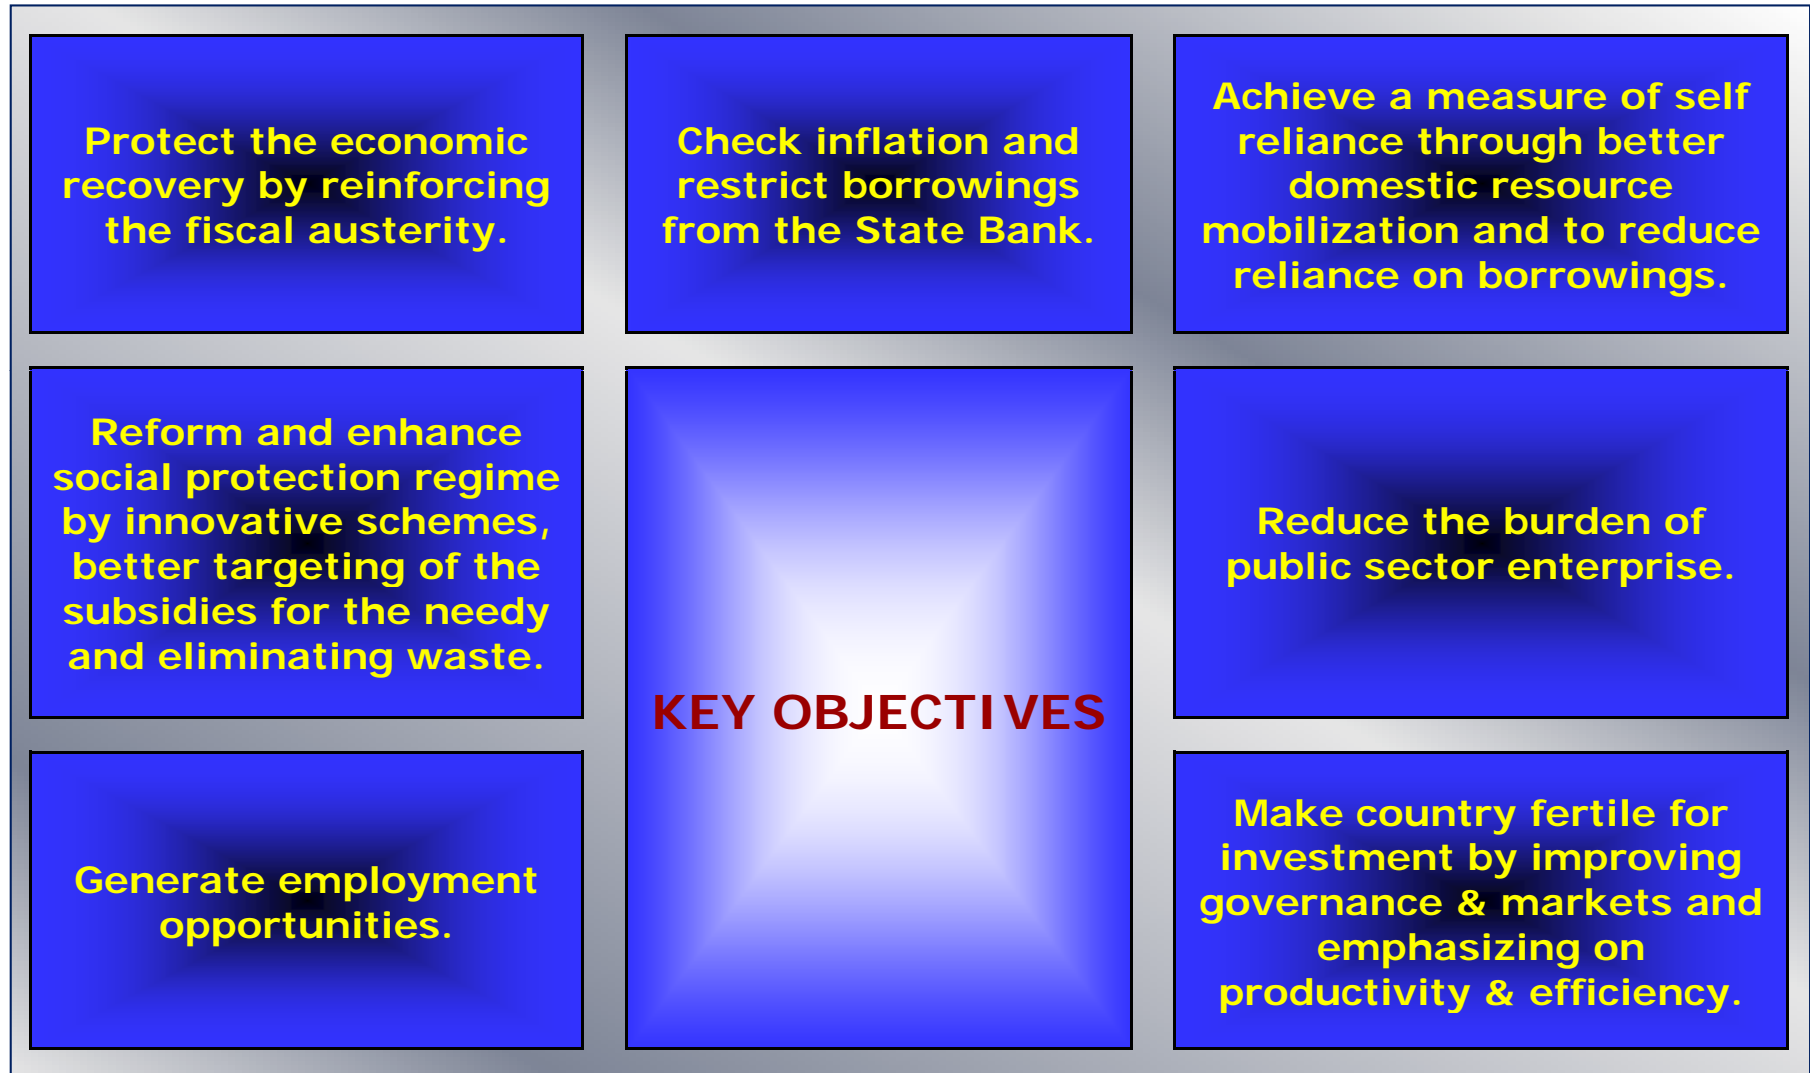 Protect the economic
recovery by reinforcing
the fiscal austerity.
Check inflation and
restrict borrowings
from the State Bank.
Achieve a measure of self
reliance through better
domestic resource
mobilization and to reduce
reliance on borrowings.
Reform and enhance
social protection regime
by innovative schemes,
better targeting of the
subsidies for the needy
and eliminating waste.
KEY OBJECTIVES
Reduce the burden of
public sector enterprise.
Generate employment
opportunities.
Make country fertile for
investment by improving
governance & markets and
emphasizing on
productivity & efficiency.